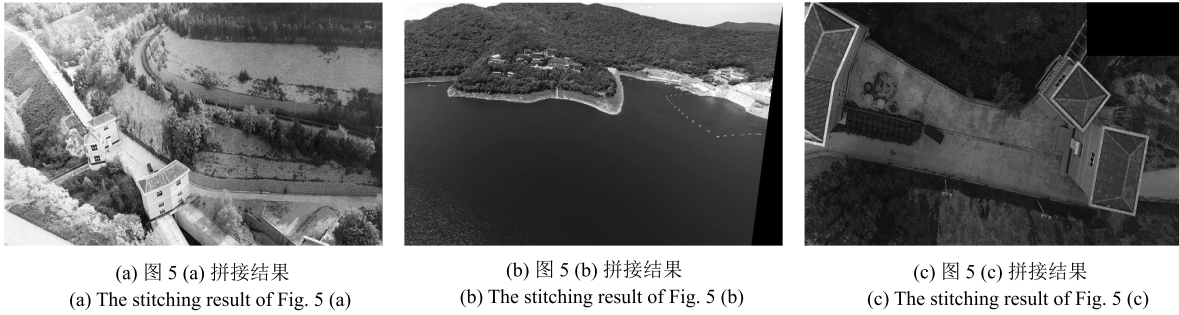 (a) 图 5 (a) 拼接结果
(a) The stitching result of Fig. 5 (a)
(b) 图 5 (b) 拼接结果
(b) The stitching result of Fig. 5 (b)
(c) 图 5 (c) 拼接结果
(c) The stitching result of Fig. 5 (c)